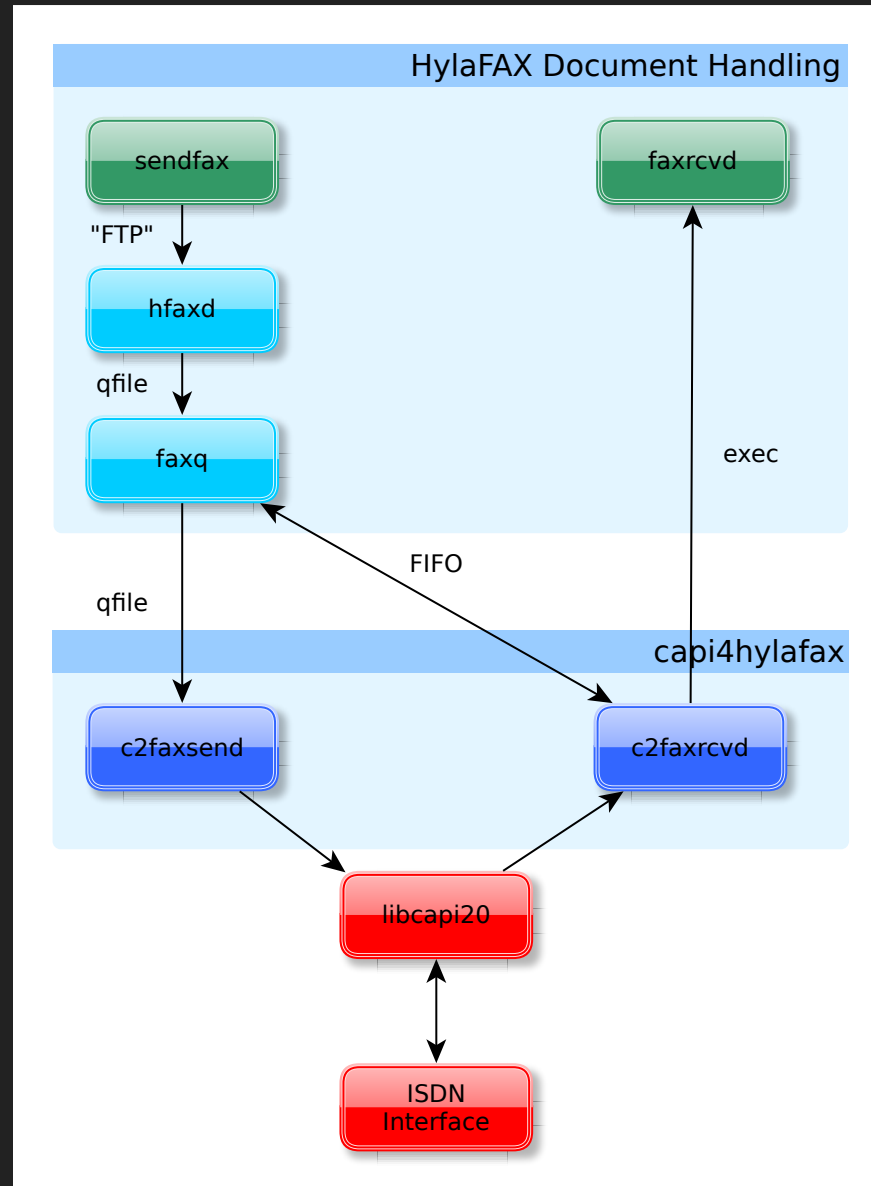 HylaFAX Document Handling
sendfax
faxrcvd
"FTP"
hfaxd
qfile
faxq
exec
FIFO
qfile
capi4hylafax
c2faxsend
c2faxrcvd
libcapi20
ISDN
Interface